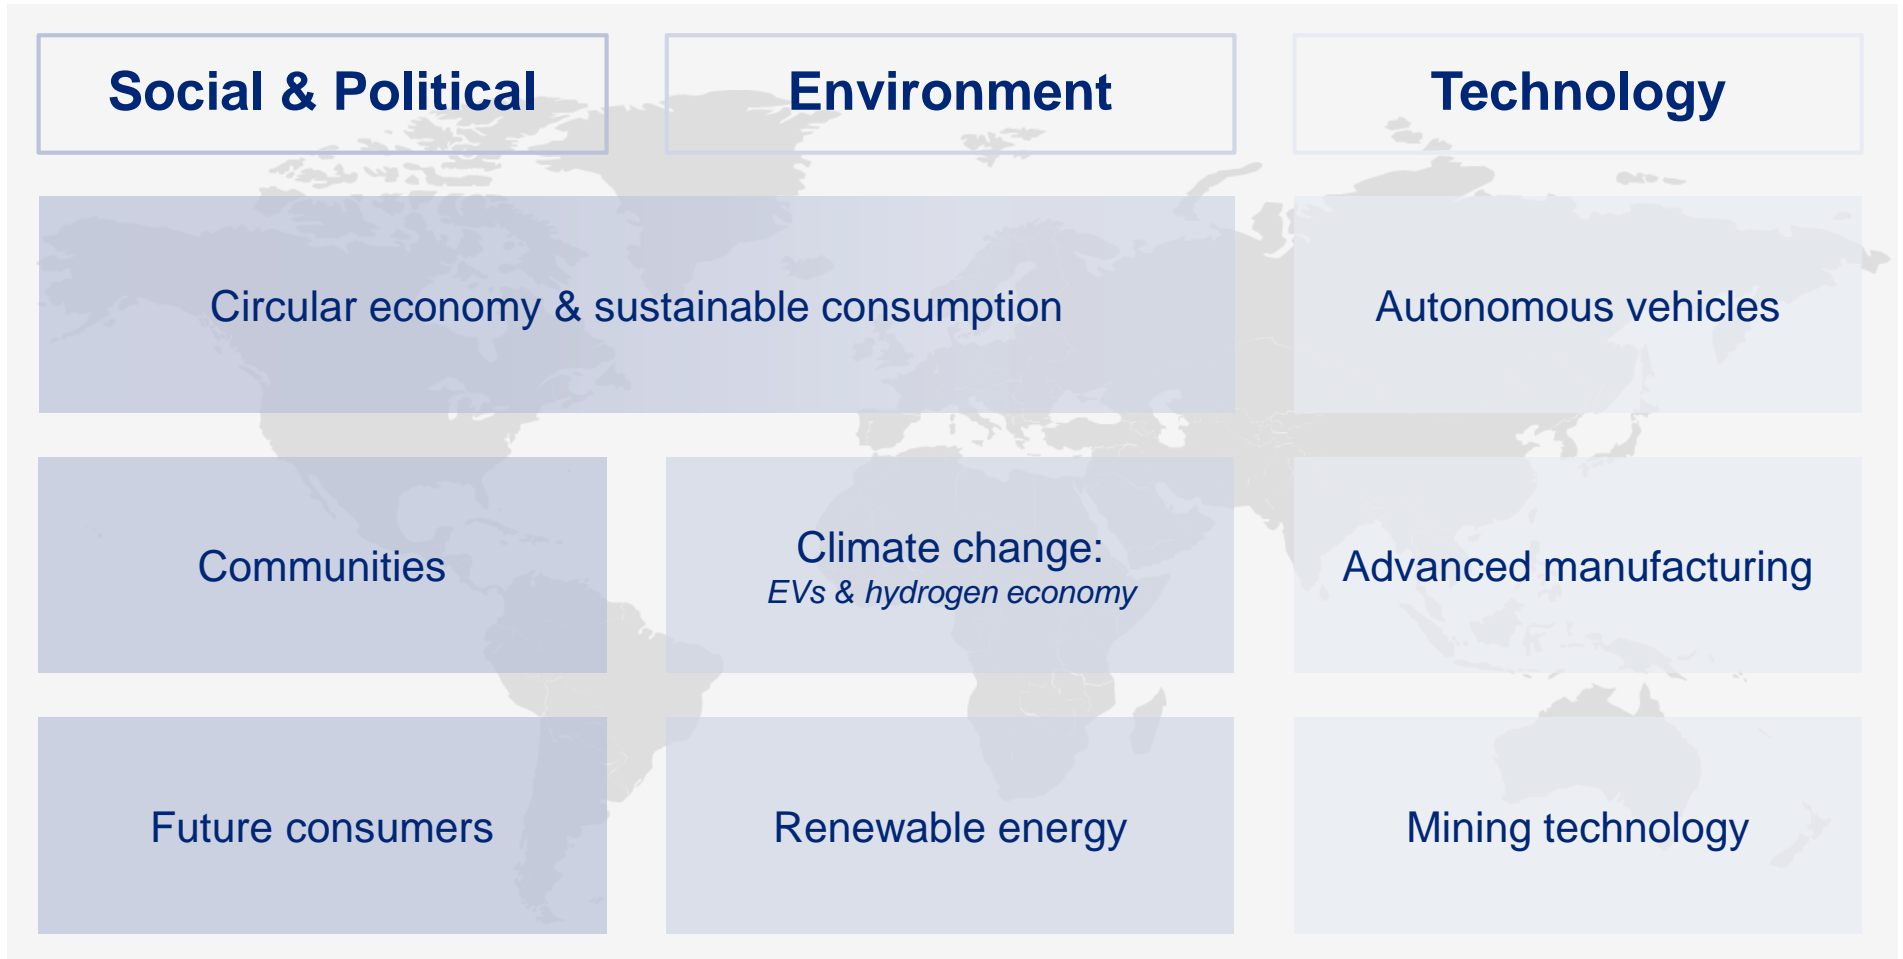 Social & Political
Environment
Technology
Circular economy & sustainable consumption
Autonomous vehicles
Communities
Climate change:
EVs & hydrogen economy
Advanced manufacturing
Future consumers
Renewable energy
Mining technology